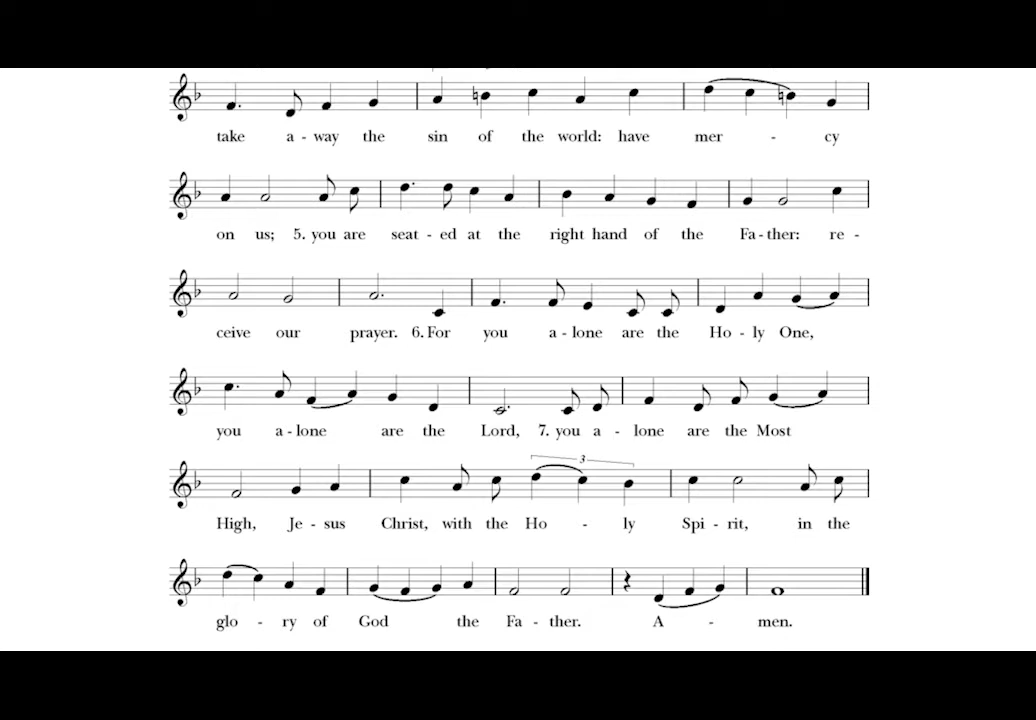 take a - way the sin of the world: have mer - cy
on us; 5. you are seat - ed at the right hand of the Fa - ther: re -
ceive our prayer. 6. For you a - lone are the Ho - ly One,
you a - lone are the Lord, 7. you a - lone are the Most
3
High, Je - sus Christ, with the Ho - ly Spi - rit, in the
glo - ry of God the Fa - ther. A - men.